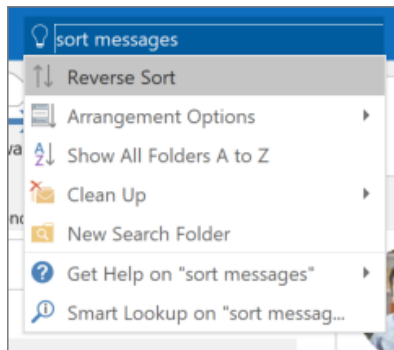 sort messages
Reverse Sort
Arrangement Options
Show All Folders A to Z
Clean Up
New Search Folder
Get Help on "sort messages"
Smart Lookup on "sort messag...